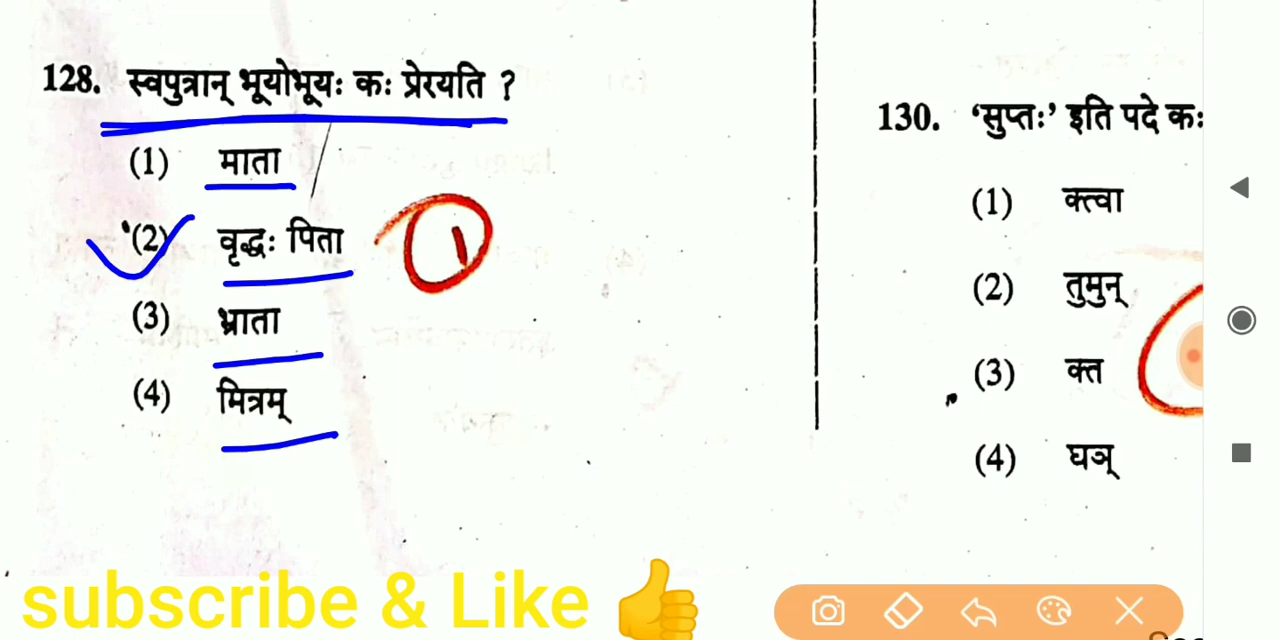 128. स्वपुत्रान् भूयोभूयः कः प्रेरयति ?
(1) माता
(2) वृद्धः पिता
(3) भ्राता
(4) मित्रम्
130. ‘सुप्तः’ इति पदे कः
(1) क्त्वा
(2) तुमुन्
(3) क्त
(4) घञ्
subscribe & Like